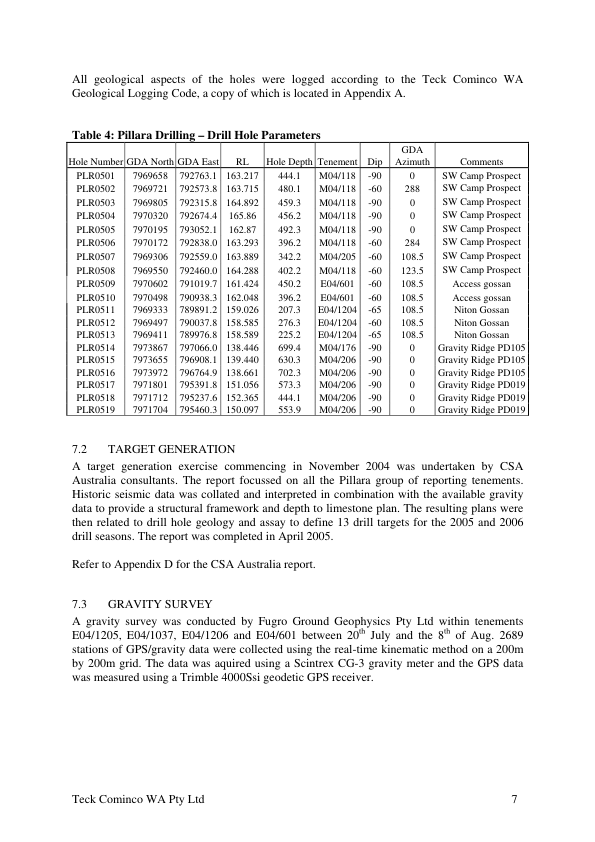 All geological aspects of the holes were logged according to the Teck Cominco WA
Geological Logging Code, a copy of which is located in Appendix A.
Table 4: Pillara Drilling – Drill Hole Parameters
Hole Number GDA North GDA East RL Hole Depth Tenement Dip GDA Azimuth Comments
PLR0501 7969658 792763.1 163.217 444.1 M04/118 -90 0 SW Camp Prospect
PLR0502 7969721 792573.8 163.715 480.1 M04/118 -60 288 SW Camp Prospect
PLR0503 7969805 792315.8 164.892 459.3 M04/118 -90 0 SW Camp Prospect
PLR0504 7970320 792674.4 165.86 456.2 M04/118 -90 0 SW Camp Prospect
PLR0505 7970195 793052.1 162.87 492.3 M04/118 -90 0 SW Camp Prospect
PLR0506 7970172 792838.0 163.293 396.2 M04/118 -60 284 SW Camp Prospect
PLR0507 7969306 792559.0 163.889 342.2 M04/205 -60 108.5 SW Camp Prospect
PLR0508 7969550 792460.0 164.288 402.2 M04/118 -60 123.5 SW Camp Prospect
PLR0509 7970602 791019.7 161.424 450.2 E04/601 -60 108.5 Access gossan
PLR0510 7970498 790938.3 162.048 396.2 E04/601 -60 108.5 Access gossan
PLR0511 7969333 789891.2 159.026 207.3 E04/1204 -65 108.5 Niton Gossan
PLR0512 7969497 790037.8 158.585 276.3 E04/1204 -60 108.5 Niton Gossan
PLR0513 7969411 789976.8 158.589 225.2 E04/1204 -65 108.5 Niton Gossan
PLR0514 7973867 797066.0 138.446 699.4 M04/176 -90 0 Gravity Ridge PD105
PLR0515 7973655 796908.1 139.440 630.3 M04/206 -90 0 Gravity Ridge PD105
PLR0516 7973972 796764.9 138.661 702.3 M04/206 -90 0 Gravity Ridge PD105
PLR0517 7971801 795391.8 151.056 573.3 M04/206 -90 0 Gravity Ridge PD019
PLR0518 7971712 795237.6 152.365 444.1 M04/206 -90 0 Gravity Ridge PD019
PLR0519 7971704 795460.3 150.097 553.9 M04/206 -90 0 Gravity Ridge PD019
7.2 TARGET GENERATION
A target generation exercise commencing in November 2004 was undertaken by CSA
Australia consultants. The report focussed on all the Pillara group of reporting tenements.
Historic seismic data was collated and interpreted in combination with the available gravity
data to provide a structural framework and depth to limestone plan. The resulting plans were
then related to drill hole geology and assay to define 13 drill targets for the 2005 and 2006
drill seasons. The report was completed in April 2005.
Refer to Appendix D for the CSA Australia report.
7.3 GRAVITY SURVEY
A gravity survey was conducted by Fugro Ground Geophysics Pty Ltd within tenements
E04/1205, E04/1037, E04/1206 and E04/601 between 20th July and the 8th of Aug. 2689
stations of GPS/gravity data were collected using the real-time kinematic method on a 200m
by 200m grid. The data was aquired using a Scintrex CG-3 gravity meter and the GPS data
was measured using a Trimble 4000Ssi geodetic GPS receiver.
Teck Cominco WA Pty Ltd 7